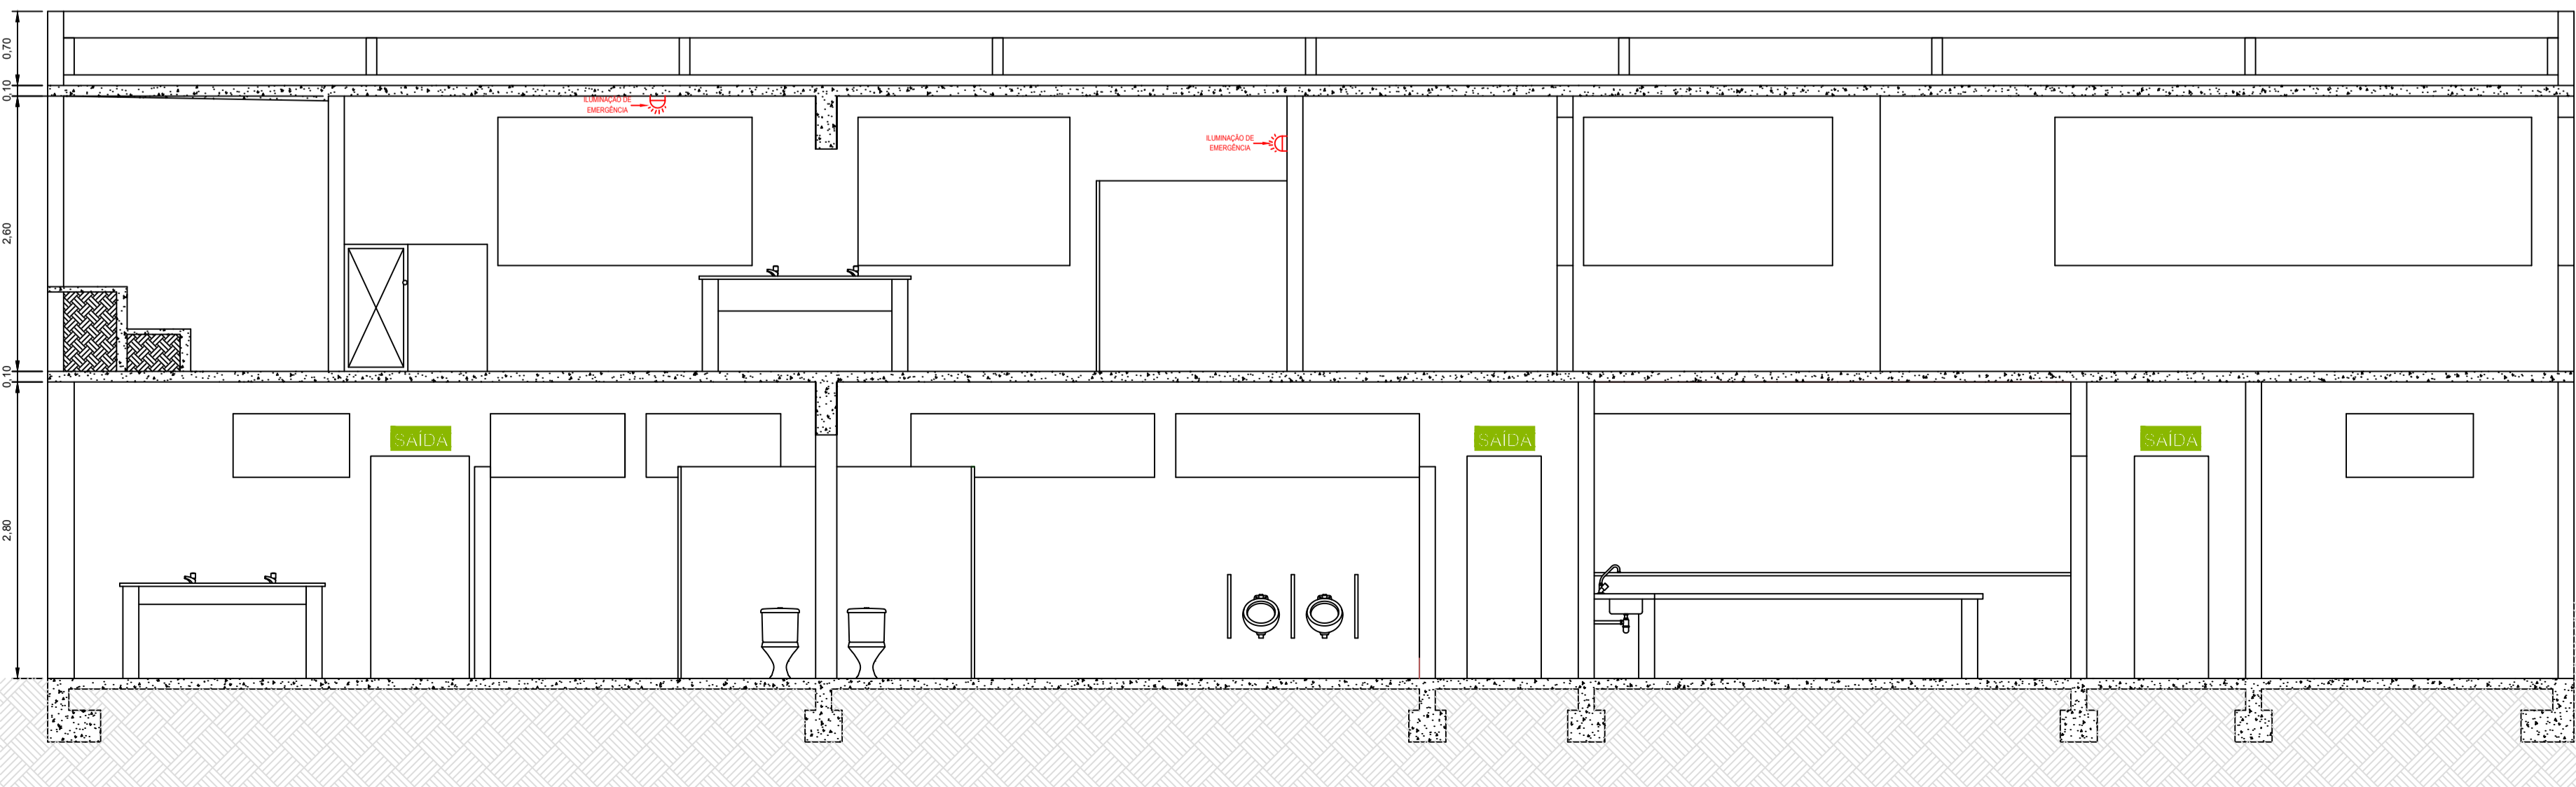 0,70
0,10
ILUMINAÇÃO DE
EMERGÊNCIA
ILUMINAÇÃO DE
EMERGÊNCIA
2,60
0,10
SAÍDA
SAÍDA
SAÍDA
2,80